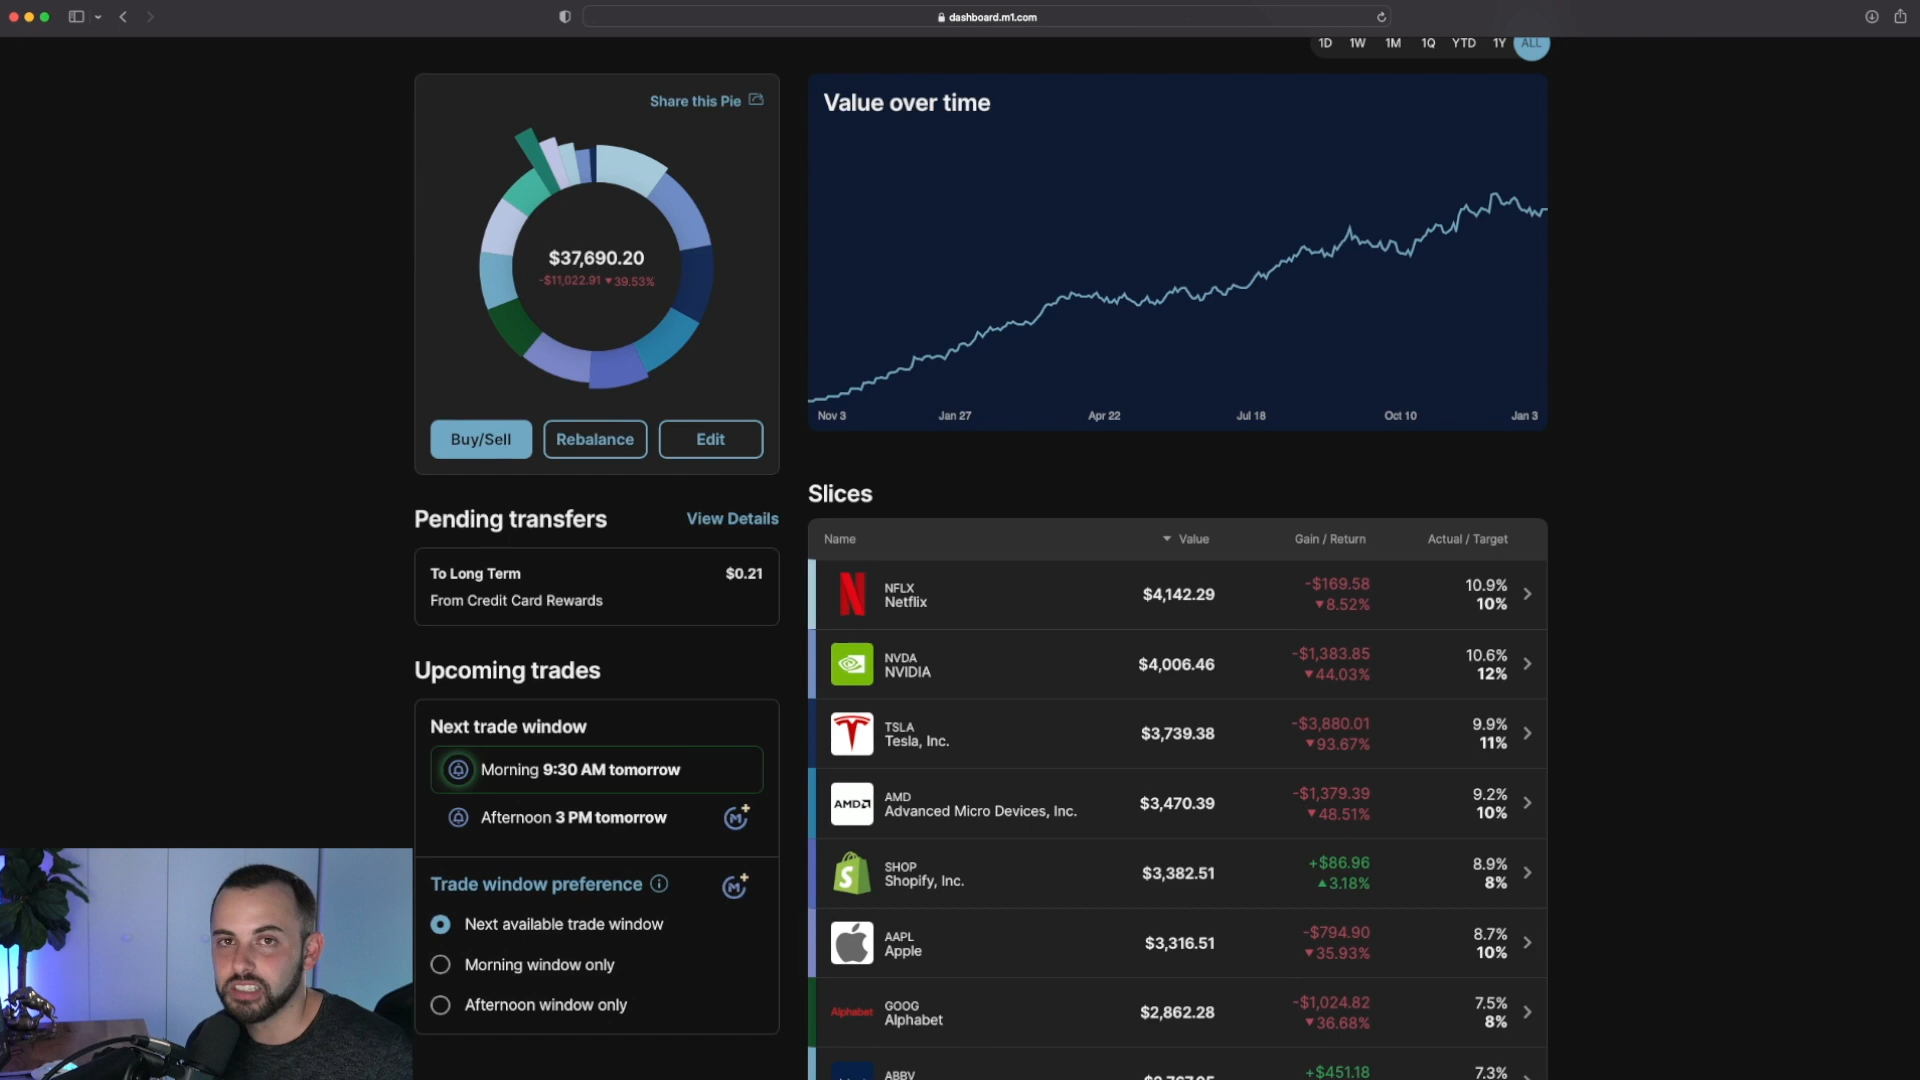 dashboard.m1.com
1D 1W 1M 1Q YTD 1Y ALL
Share this Pie
$37,690.20
-$11,022.91 ▼39.53%
Buy/Sell
Rebalance
Edit
Pending transfers
View Details
To Long Term
$0.21
From Credit Card Rewards
Upcoming trades
Next trade window
Morning 9:30 AM tomorrow
Afternoon 3 PM tomorrow
Trade window preference
Next available trade window
Morning window only
Afternoon window only
Value over time
Nov 3 Jan 27 Apr 22 Jul 18 Oct 10 Jan 3
Slices
Name ▼ Value Gain / Return Actual / Target
NFLX
Netflix
$4,142.29
-$169.58
▼8.52%
10.9%
10%
NVDA
NVIDIA
$4,006.46
-$1,383.85
▼44.03%
10.6%
12%
TSLA
Tesla, Inc.
$3,739.38
-$3,880.01
▼93.67%
9.9%
11%
AMD
AMD
Advanced Micro Devices, Inc.
$3,470.39
-$1,379.39
▼48.51%
9.2%
10%
SHOP
Shopify, Inc.
$3,382.51
+$86.96
▲3.18%
8.9%
8%
AAPL
Apple
$3,316.51
-$794.90
▼35.93%
8.7%
10%
Alphabet
GOOG
Alphabet
$2,862.28
-$1,024.82
▼36.68%
7.5%
8%
ABBV
+$451.18
7.3%